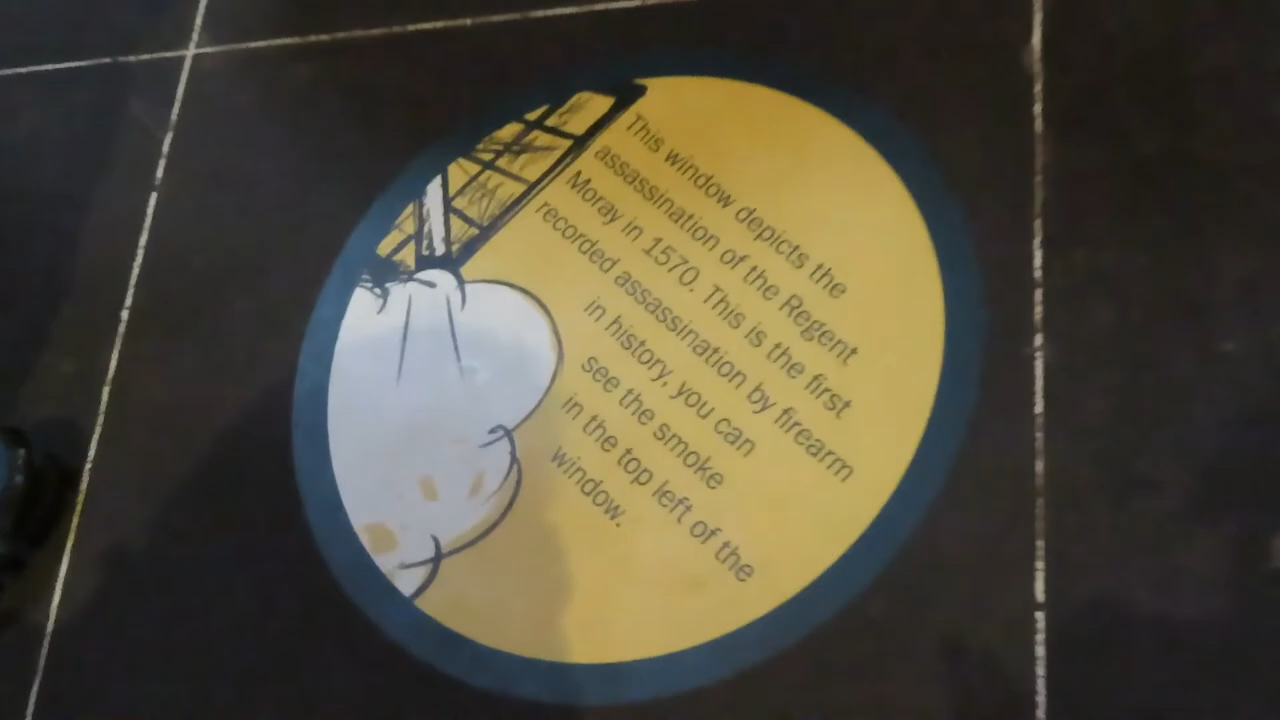 This window depicts the
assassination of the Regent
Moray in 1570. This is the first
recorded assassination by firearm
in history, you can
see the smoke
in the top left of the
window.